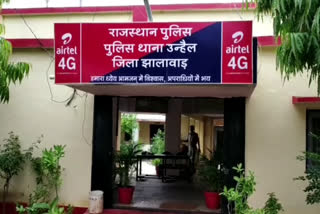 airtel
4G
राजस्थान पुलिस
पुलिस थाना उन्हैल
जिला झालावाड़
हमारा ध्येय आमजन में विश्वास, अपराधियों में भय
airtel
4G